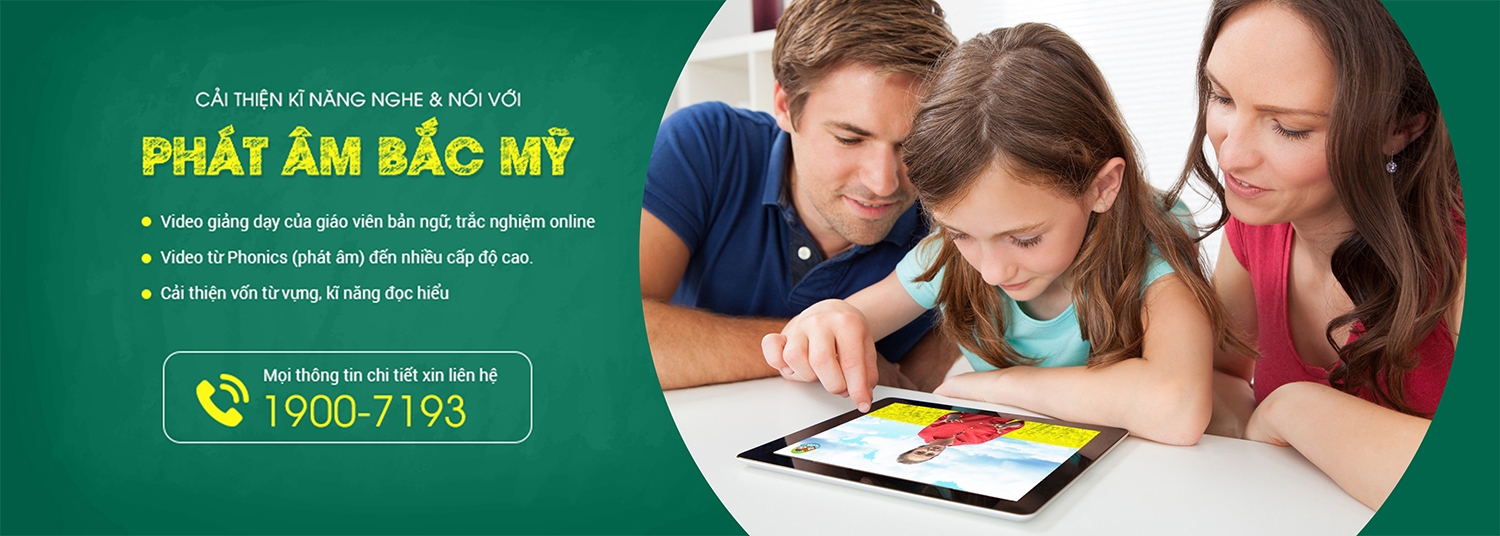 CẢI THIỆN KĨ NĂNG NGHE & NÓI VỚI
PHÁT ÂM BẮC MỸ
Video giảng dạy của giáo viên bản ngữ, trắc nghiệm online
Video từ Phonics (phát âm) đến nhiều cấp độ cao.
Cải thiện vốn từ vựng, kĩ năng đọc hiểu
Mọi thông tin chi tiết xin liên hệ
1900-7193